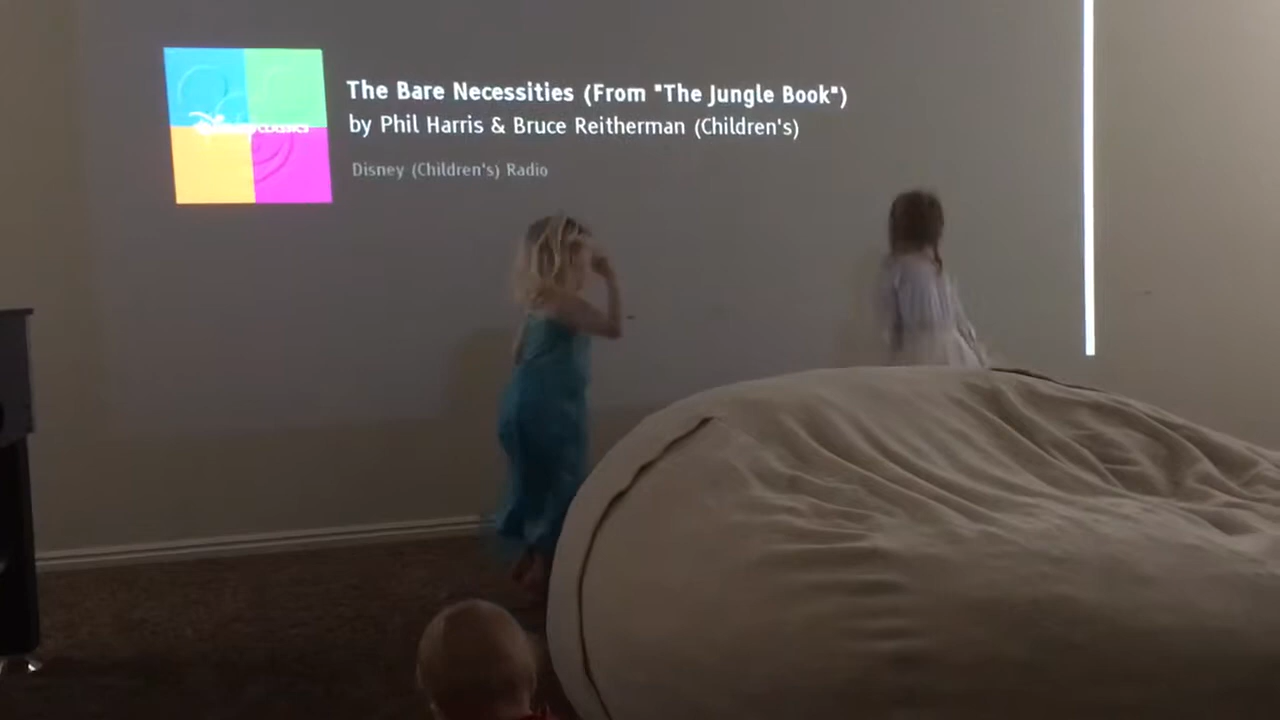 The Bare Necessities (From "The Jungle Book")
by Phil Harris & Bruce Reitherman (Children's)
Disney (Children's) Radio